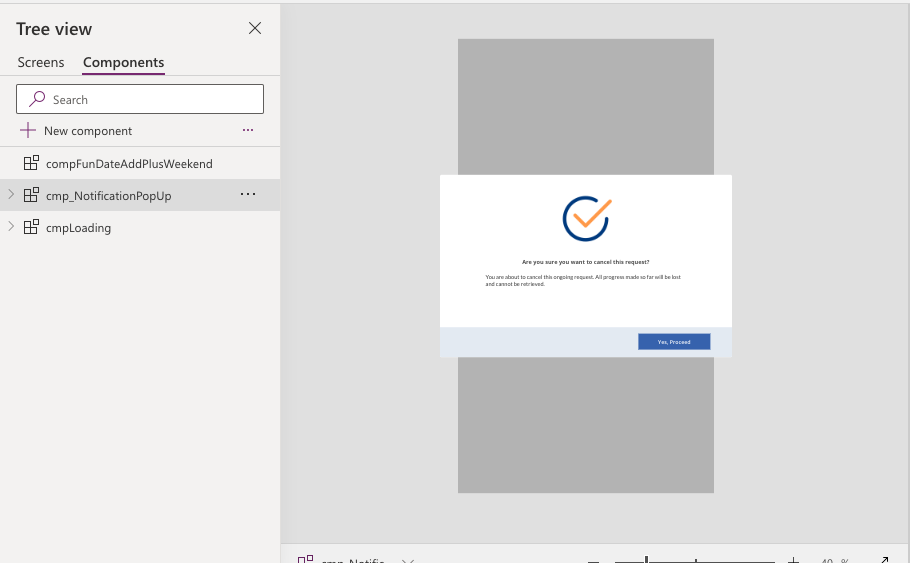 Tree view
Screens
Components
Search
New component
compFunDateAddPlusWeekend
cmp_NotificationPopUp
cmpLoading
Are you sure you want to cancel this request?
You are about to cancel this ongoing request. All progress made so far will be lost
and cannot be retrieved.
Yes, Proceed
cmp_Notific...
40 %